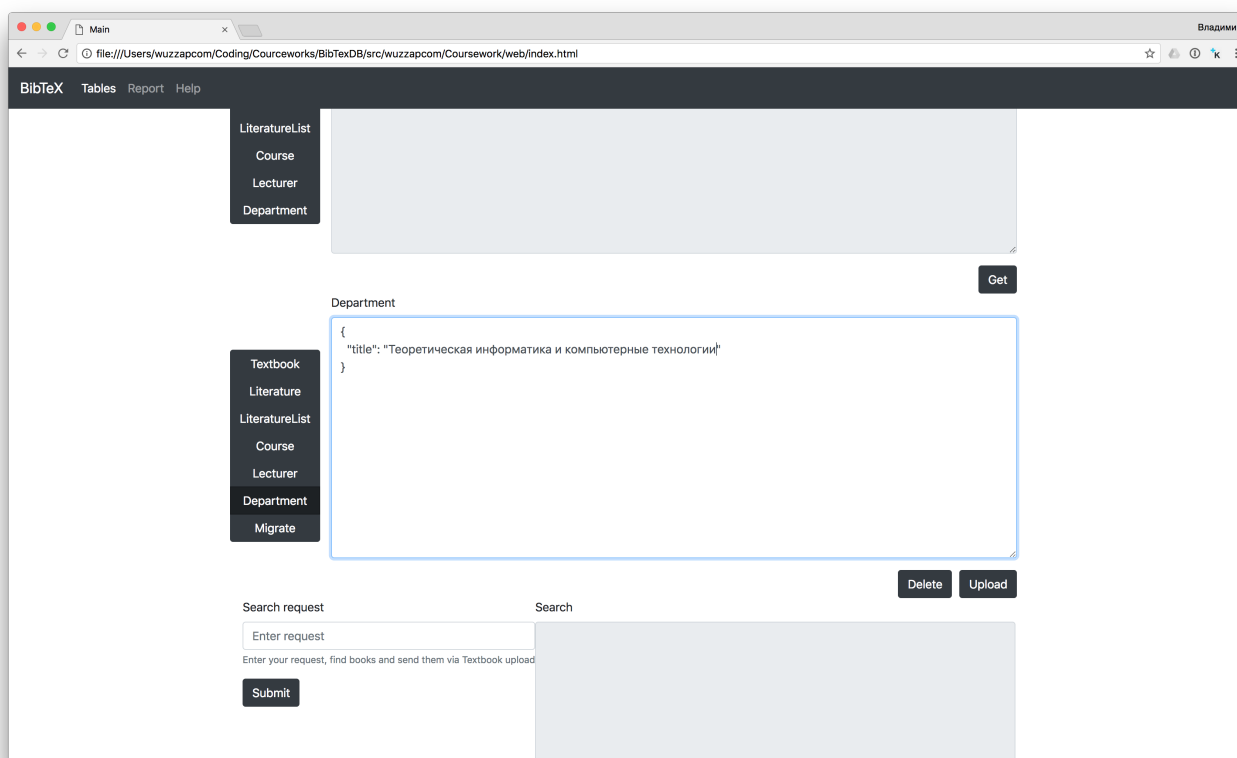 Main
Владими
file:///Users/wuzzapcom/Coding/Courceworks/BibTexDB/src/wuzzapcom/Coursework/web/index.html
BibTeX Tables Report Help
LiteratureList
Course
Lecturer
Department
Get
Department
{
"title": "Теоретическая информатика и компьютерные технологии"
}
Textbook
Literature
LiteratureList
Course
Lecturer
Department
Migrate
Delete Upload
Search request
Search
Enter request
Enter your request, find books and send them via Textbook upload
Submit